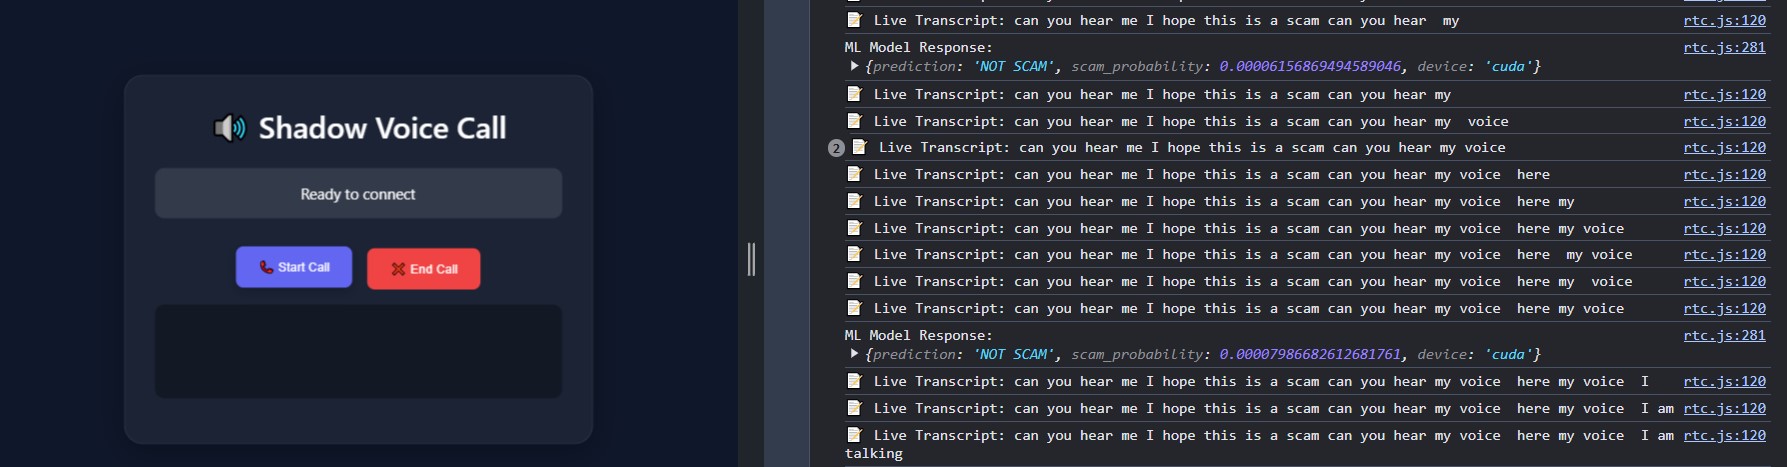 Shadow Voice Call
Ready to connect
Start Call
End Call
Live Transcript: can you hear me I hope this is a scam can you hear  my rtc.js:120
ML Model Response: rtc.js:281
{prediction: 'NOT SCAM', scam_probability: 0.00006156869494589046, device: 'cuda'}
Live Transcript: can you hear me I hope this is a scam can you hear my rtc.js:120
Live Transcript: can you hear me I hope this is a scam can you hear my  voice rtc.js:120
2 Live Transcript: can you hear me I hope this is a scam can you hear my voice rtc.js:120
Live Transcript: can you hear me I hope this is a scam can you hear my voice  here rtc.js:120
Live Transcript: can you hear me I hope this is a scam can you hear my voice  here my rtc.js:120
Live Transcript: can you hear me I hope this is a scam can you hear my voice  here my voice rtc.js:120
Live Transcript: can you hear me I hope this is a scam can you hear my voice  here  my voice rtc.js:120
Live Transcript: can you hear me I hope this is a scam can you hear my voice  here my  voice rtc.js:120
Live Transcript: can you hear me I hope this is a scam can you hear my voice  here my voice rtc.js:120
ML Model Response: rtc.js:281
{prediction: 'NOT SCAM', scam_probability: 0.00007986682612681761, device: 'cuda'}
Live Transcript: can you hear me I hope this is a scam can you hear my voice  here my voice  I rtc.js:120
Live Transcript: can you hear me I hope this is a scam can you hear my voice  here my voice  I am rtc.js:120
Live Transcript: can you hear me I hope this is a scam can you hear my voice  here my voice  I am rtc.js:120
talking